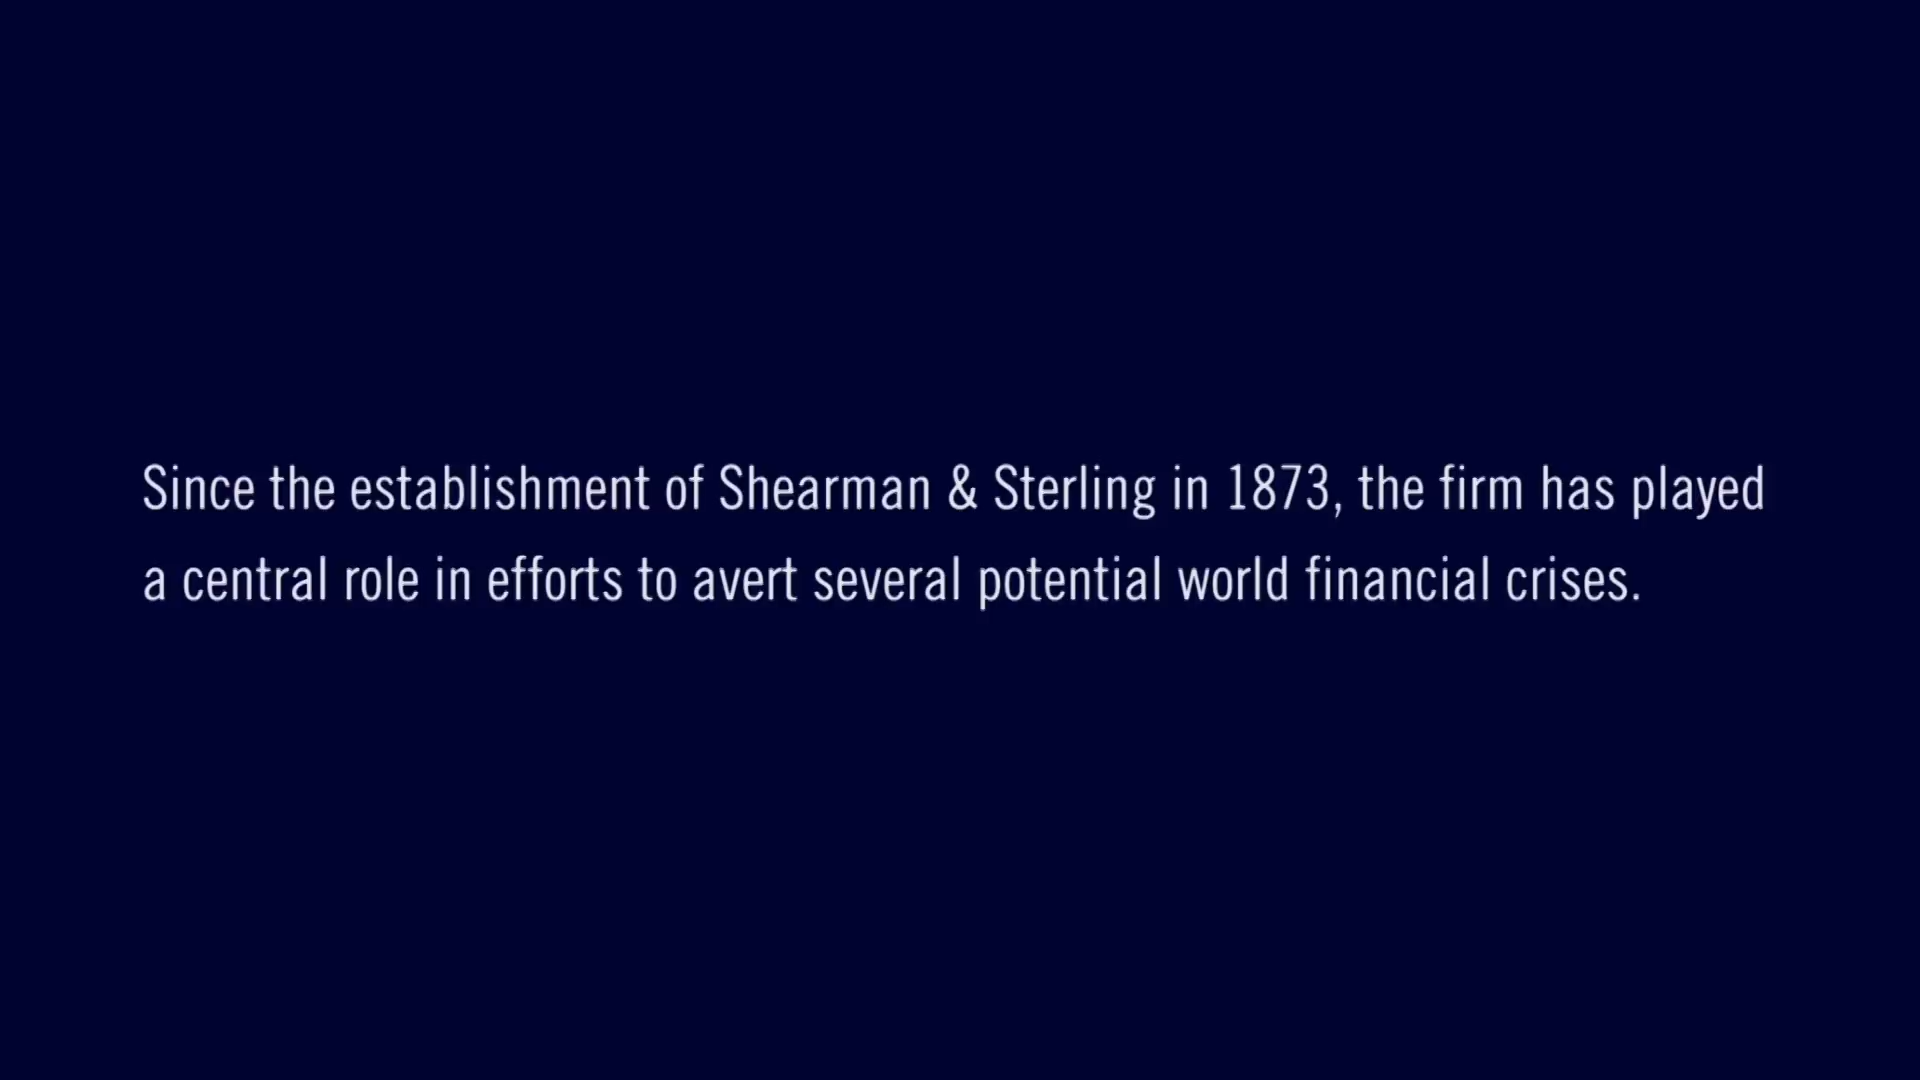 Since the establishment of Shearman & Sterling in 1873, the firm has played
a central role in efforts to avert several potential world financial crises.